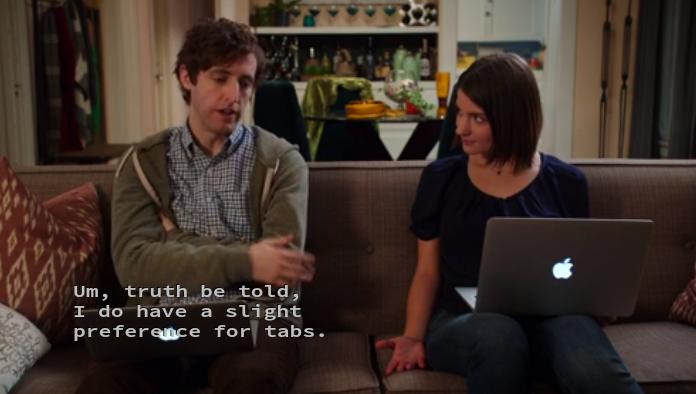 Um, truth be told,
I do have a slight
preference for tabs.